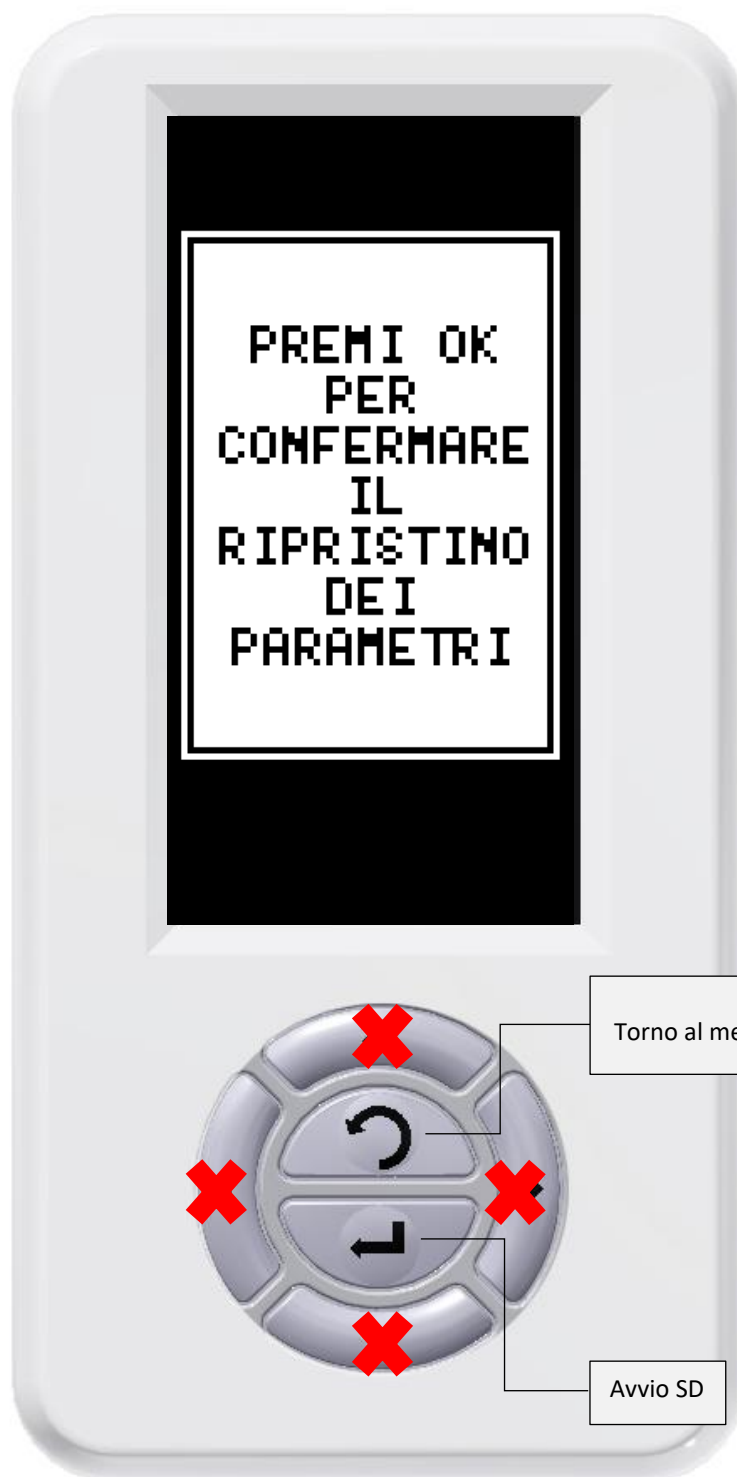 PREMI OK
PER
CONFERMARE
IL
RIPRISTINO
DEI
PARAMETRI
Torno al me
Avvio SD